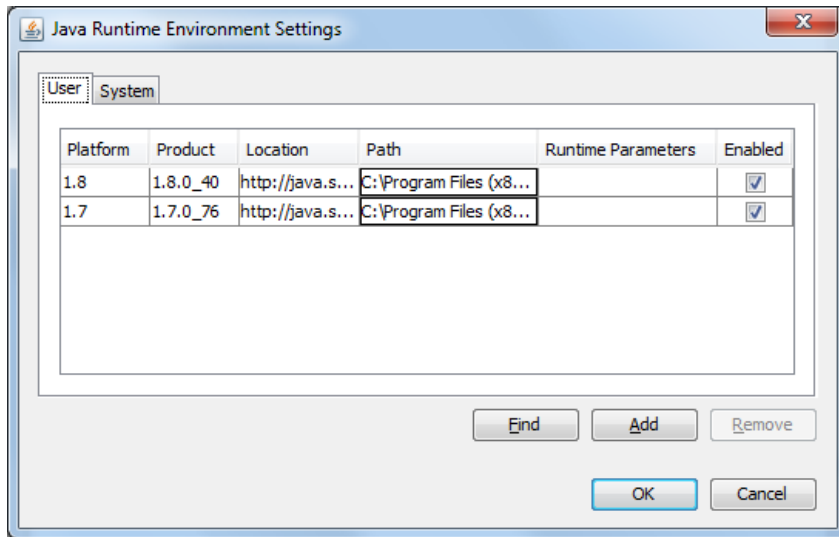 Java Runtime Environment Settings
User System
Platform Product Location Path Runtime Parameters Enabled
1.8 1.8.0_40 http://java.s... C:\Program Files (x8...
1.7 1.7.0_76 http://java.s... C:\Program Files (x8...
Find Add Remove
OK Cancel